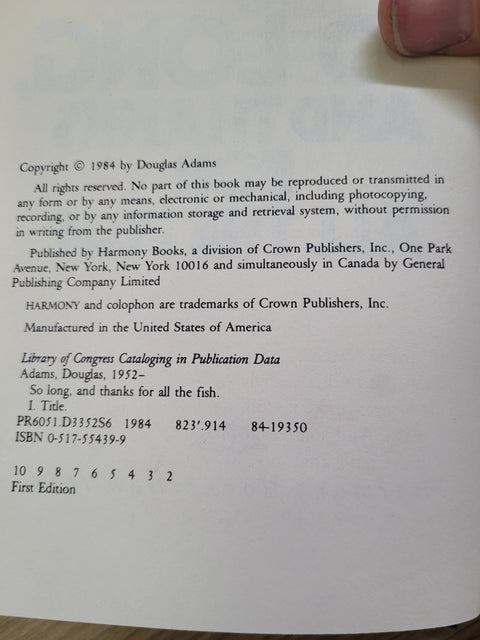 Copyright © 1984 by Douglas Adams
All rights reserved. No part of this book may be reproduced or transmitted in
any form or by any means, electronic or mechanical, including photocopying,
recording, or by any information storage and retrieval system, without permission
in writing from the publisher.
Published by Harmony Books, a division of Crown Publishers, Inc., One Park
Avenue, New York, New York 10016 and simultaneously in Canada by General
Publishing Company Limited
HARMONY and colophon are trademarks of Crown Publishers, Inc.
Manufactured in the United States of America
Library of Congress Cataloging in Publication Data
Adams, Douglas, 1952–
So long, and thanks for all the fish.
I. Title.
PR6051.D3352S6 1984 823′.914 84-19350
ISBN 0-517-55439-9
10 9 8 7 6 5 4 3 2
First Edition